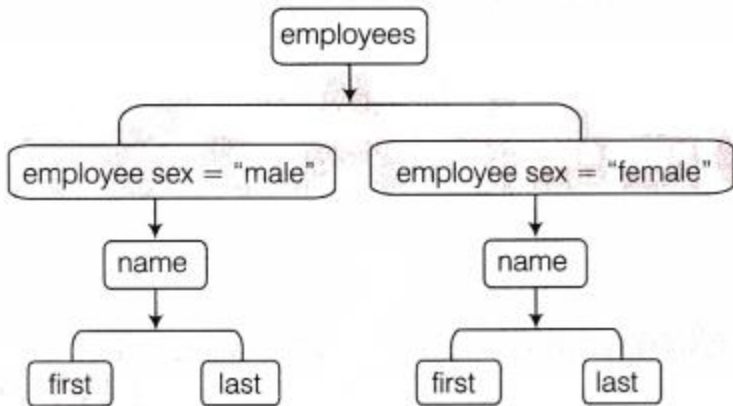 employees
employee sex = “male”
employee sex = “female”
name
name
first
last
first
last